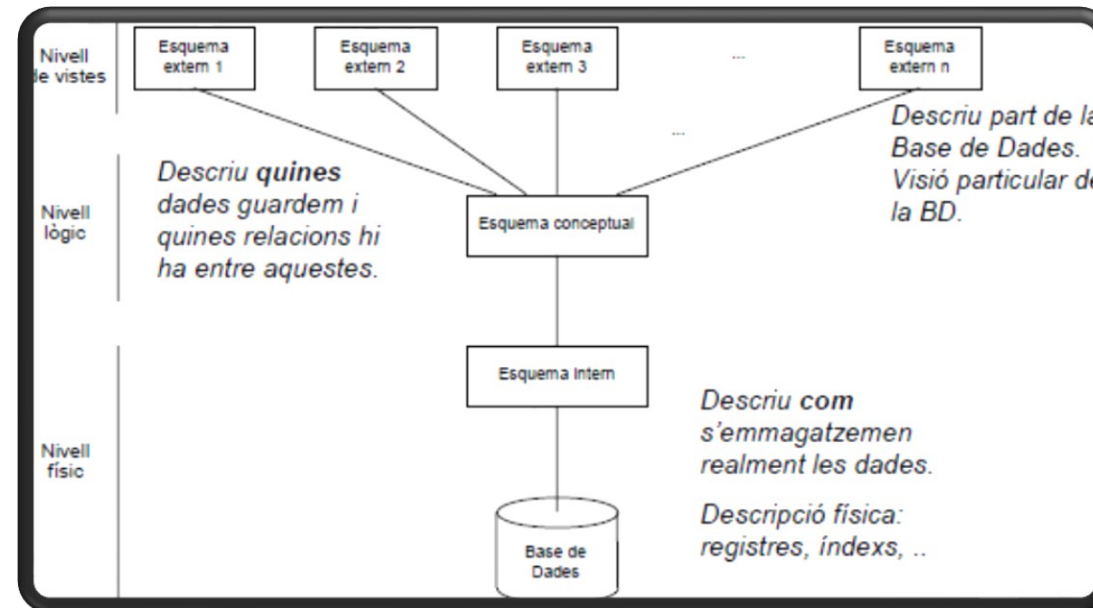 Nivell
de vistes
Esquema
extern 1
Esquema
extern 2
Esquema
extern 3
...
Esquema
extern n
...
Descriu part de la
Base de Dades.
Visió particular de
la BD.
Nivell
lògic
Descriu quines
dades guardem i
quines relacions hi
ha entre aquestes.
Esquema conceptual
Esquema intern
Nivell
físic
Descriu com
s'emmagatzemen
realment les dades.
Descripció física:
registres, índexs, ..
Base de
Dades